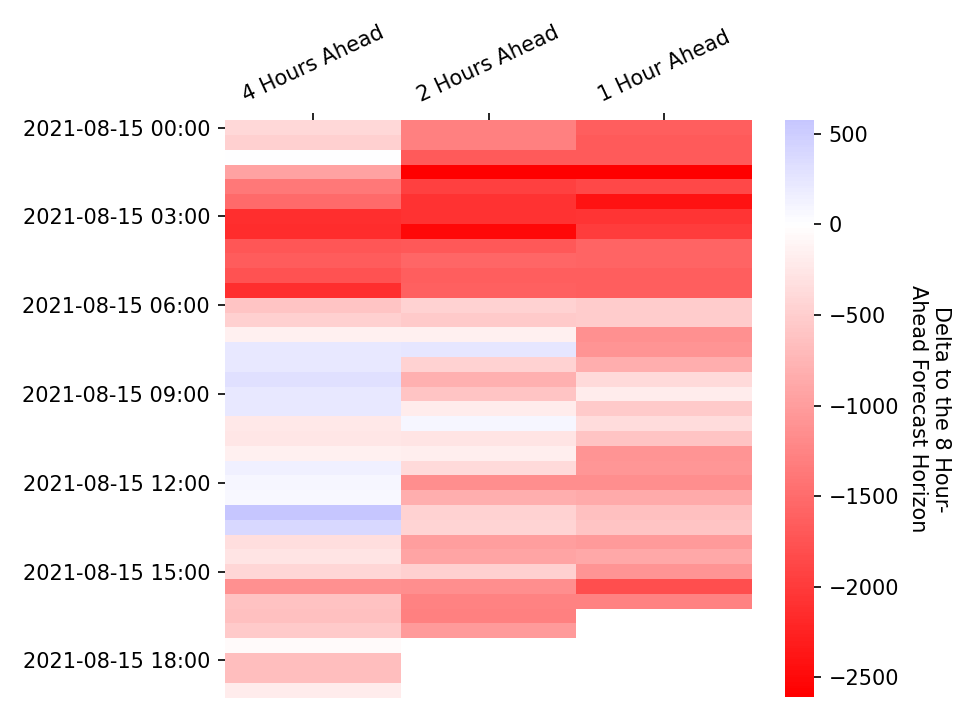 4 Hours Ahead
2 Hours Ahead
1 Hour Ahead
2021-08-15 00:00
2021-08-15 03:00
2021-08-15 06:00
2021-08-15 09:00
2021-08-15 12:00
2021-08-15 15:00
2021-08-15 18:00
500
0
−500
−1000
−1500
−2000
−2500
Delta to the 8 Hour-
Ahead Forecast Horizon